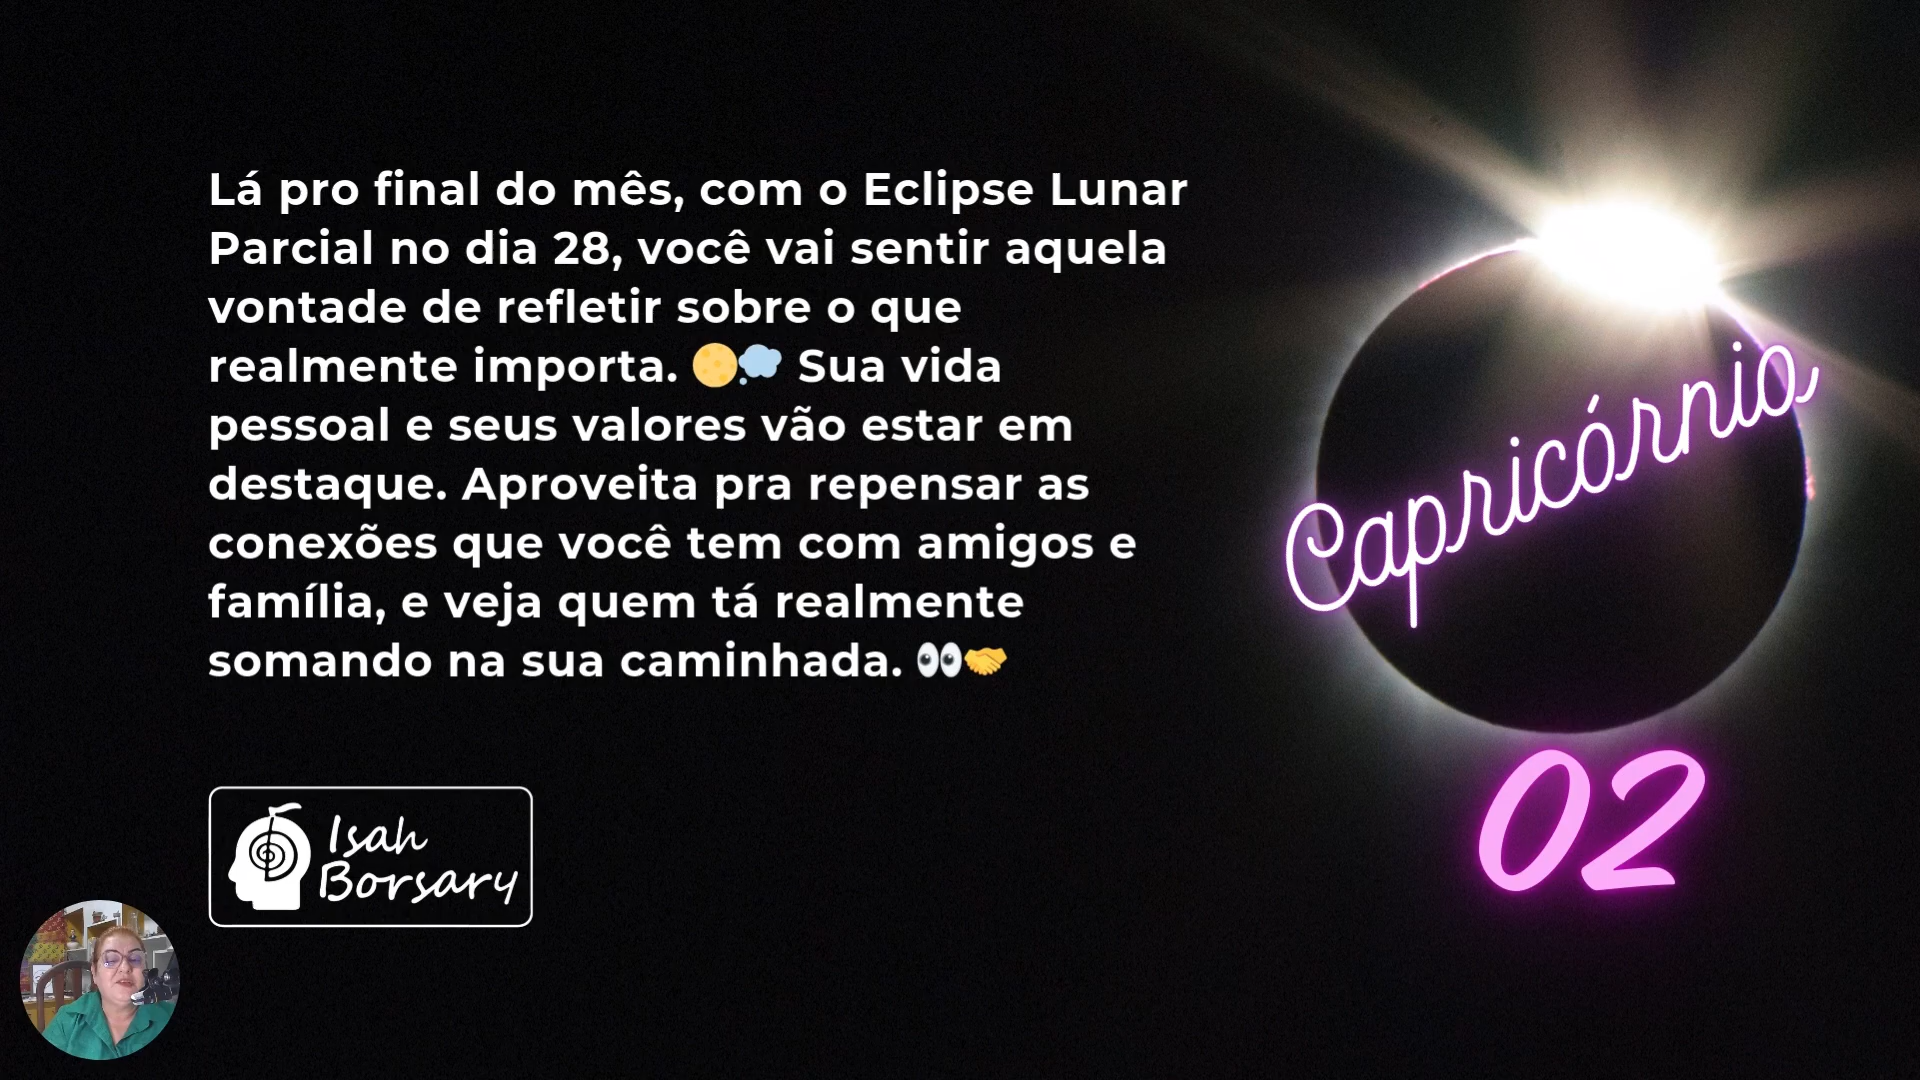 Lá pro final do mês, com o Eclipse Lunar
Parcial no dia 28, você vai sentir aquela
vontade de refletir sobre o que
realmente importa. 🌕💭 Sua vida
pessoal e seus valores vão estar em
destaque. Aproveita pra repensar as
conexões que você tem com amigos e
família, e veja quem tá realmente
somando na sua caminhada. 👀🤝
Capricórnio
02
Isah
Borsary